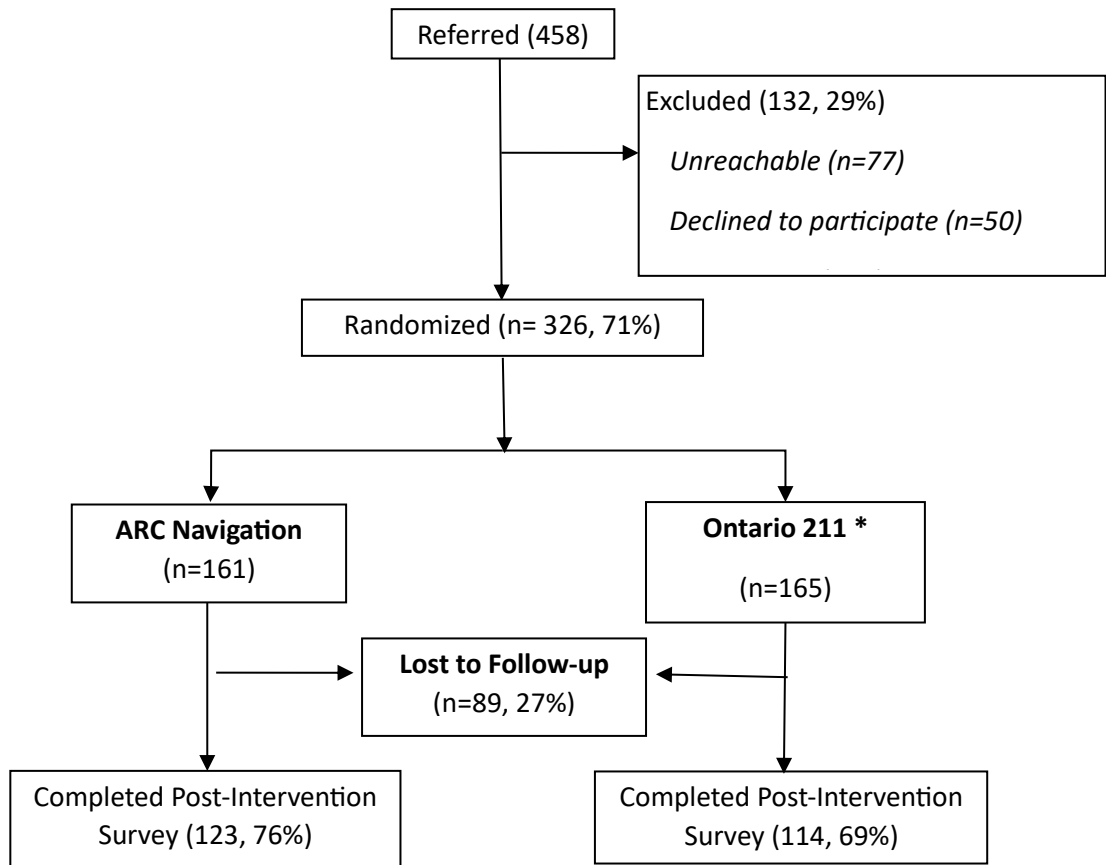 Referred (458)
Excluded (132, 29%)
Unreachable (n=77)
Declined to participate (n=50)
Randomized (n= 326, 71%)
ARC Navigation
(n=161)
Ontario 211 *
(n=165)
Lost to Follow-up
(n=89, 27%)
Completed Post-Intervention
Survey (123, 76%)
Completed Post-Intervention
Survey (114, 69%)